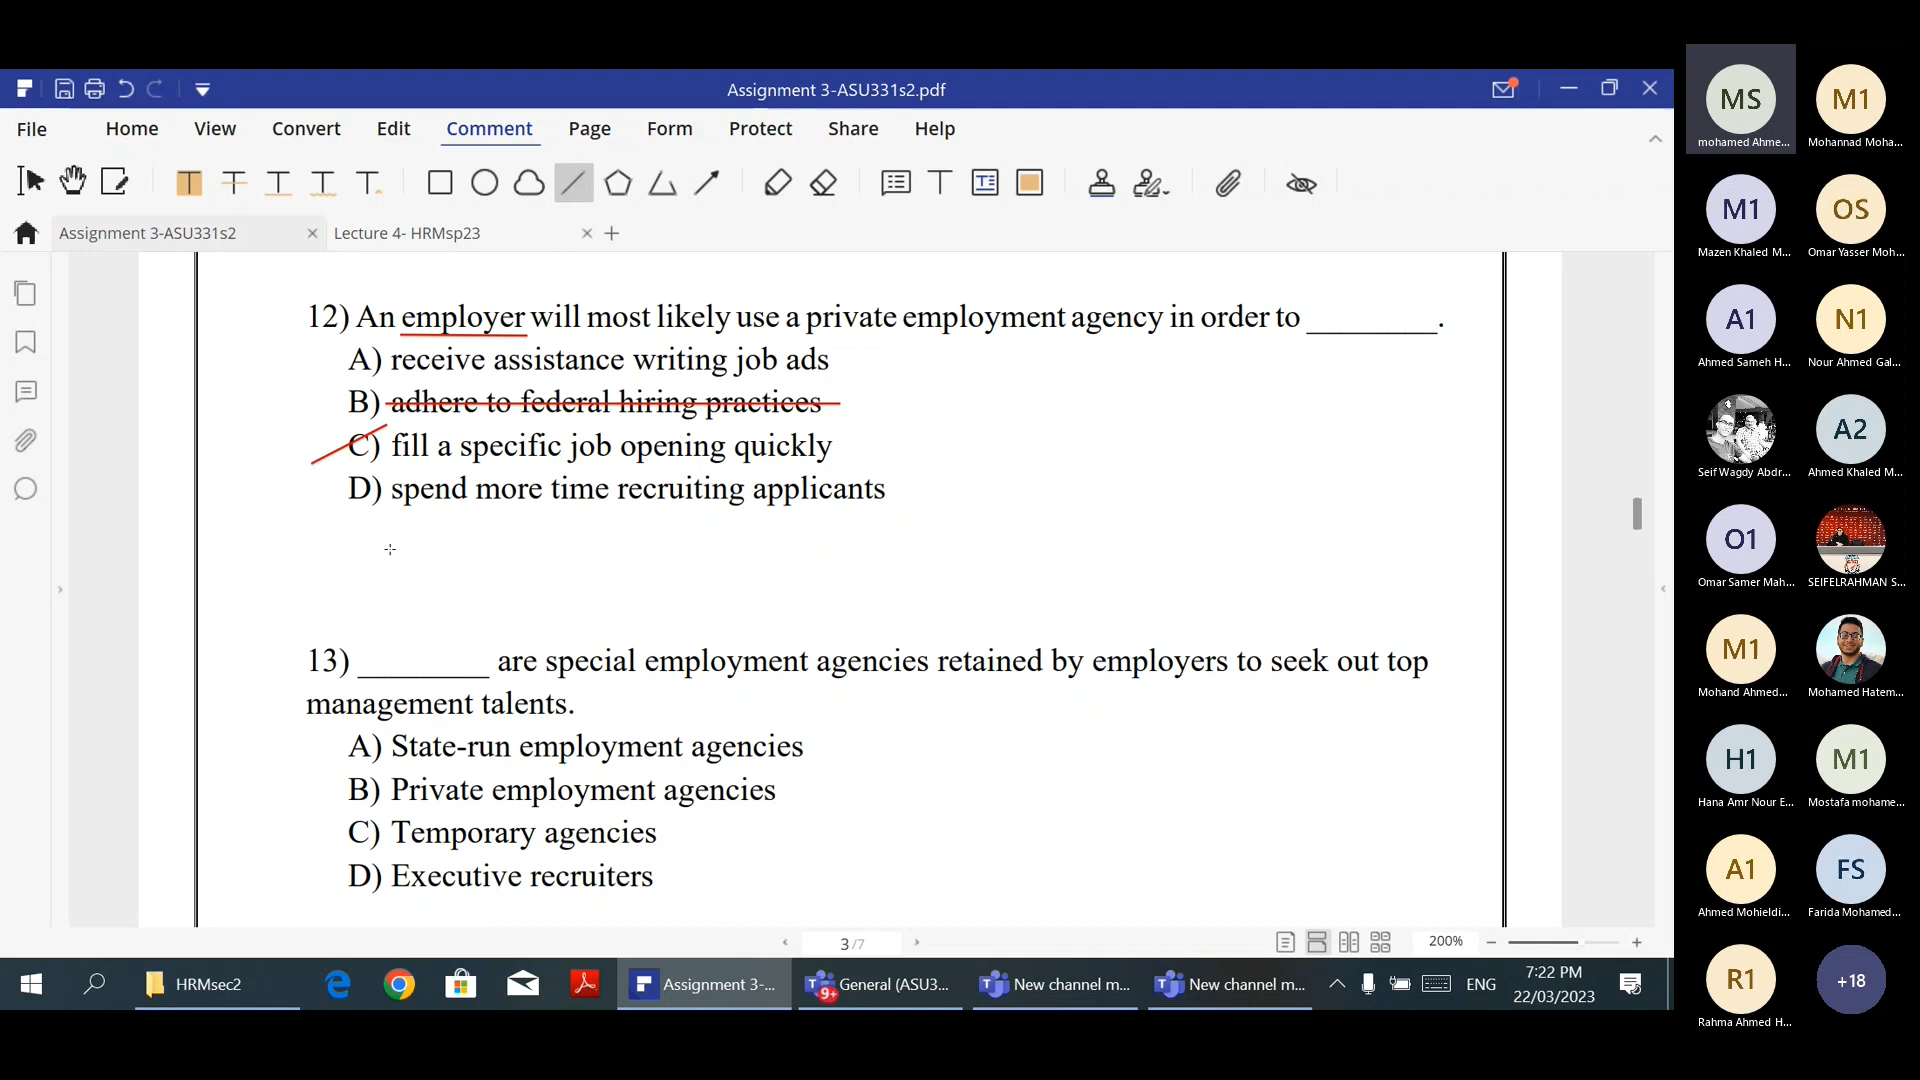 Assignment 3-ASU331s2.pdf
File Home View Convert Edit Comment Page Form Protect Share Help
Assignment 3-ASU331s2
Lecture 4- HRMsp23
12) An employer will most likely use a private employment agency in order to ________.
A) receive assistance writing job ads
B) adhere to federal hiring practices
C) fill a specific job opening quickly
D) spend more time recruiting applicants
13) ________ are special employment agencies retained by employers to seek out top
management talents.
A) State-run employment agencies
B) Private employment agencies
C) Temporary agencies
D) Executive recruiters
3/7
200%
HRMsec2
Assignment 3-...
9+
General (ASU3...
New channel m...
New channel m...
ENG
7:22 PM
22/03/2023
MS
mohamed Ahme...
M1
Mohannad Moha...
M1
Mazen Khaled M...
OS
Omar Yasser Moh...
A1
Ahmed Sameh H...
N1
Nour Ahmed Gal...
Seif Wagdy Abdr...
A2
Ahmed Khaled M...
O1
Omar Samer Mah...
SEIFELRAHMAN S...
M1
Mohand Ahmed...
Mohamed Hatem...
H1
Hana Amr Nour E...
M1
Mostafa mohame...
A1
Ahmed Mohieldi...
FS
Farida Mohamed...
R1
Rahma Ahmed H...
+18